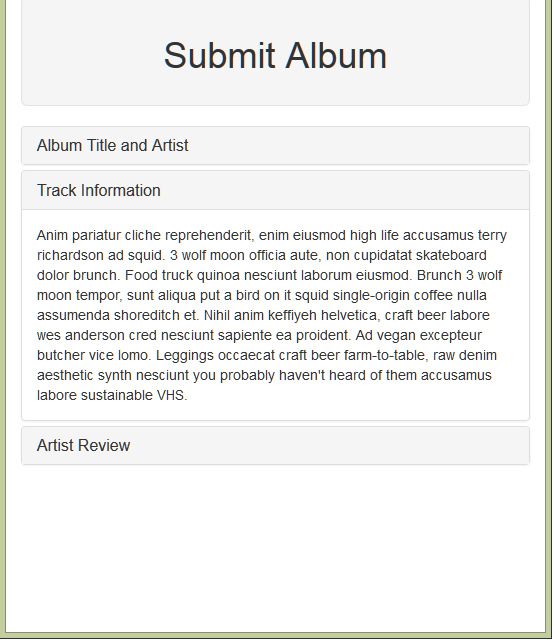 Submit Album
Album Title and Artist
Track Information
Anim pariatur cliche reprehenderit, enim eiusmod high life accusamus terry
richardson ad squid. 3 wolf moon officia aute, non cupidatat skateboard
dolor brunch. Food truck quinoa nesciunt laborum eiusmod. Brunch 3 wolf
moon tempor, sunt aliqua put a bird on it squid single-origin coffee nulla
assumenda shoreditch et. Nihil anim keffiyeh helvetica, craft beer labore
wes anderson cred nesciunt sapiente ea proident. Ad vegan excepteur
butcher vice lomo. Leggings occaecat craft beer farm-to-table, raw denim
aesthetic synth nesciunt you probably haven't heard of them accusamus
labore sustainable VHS.
Artist Review